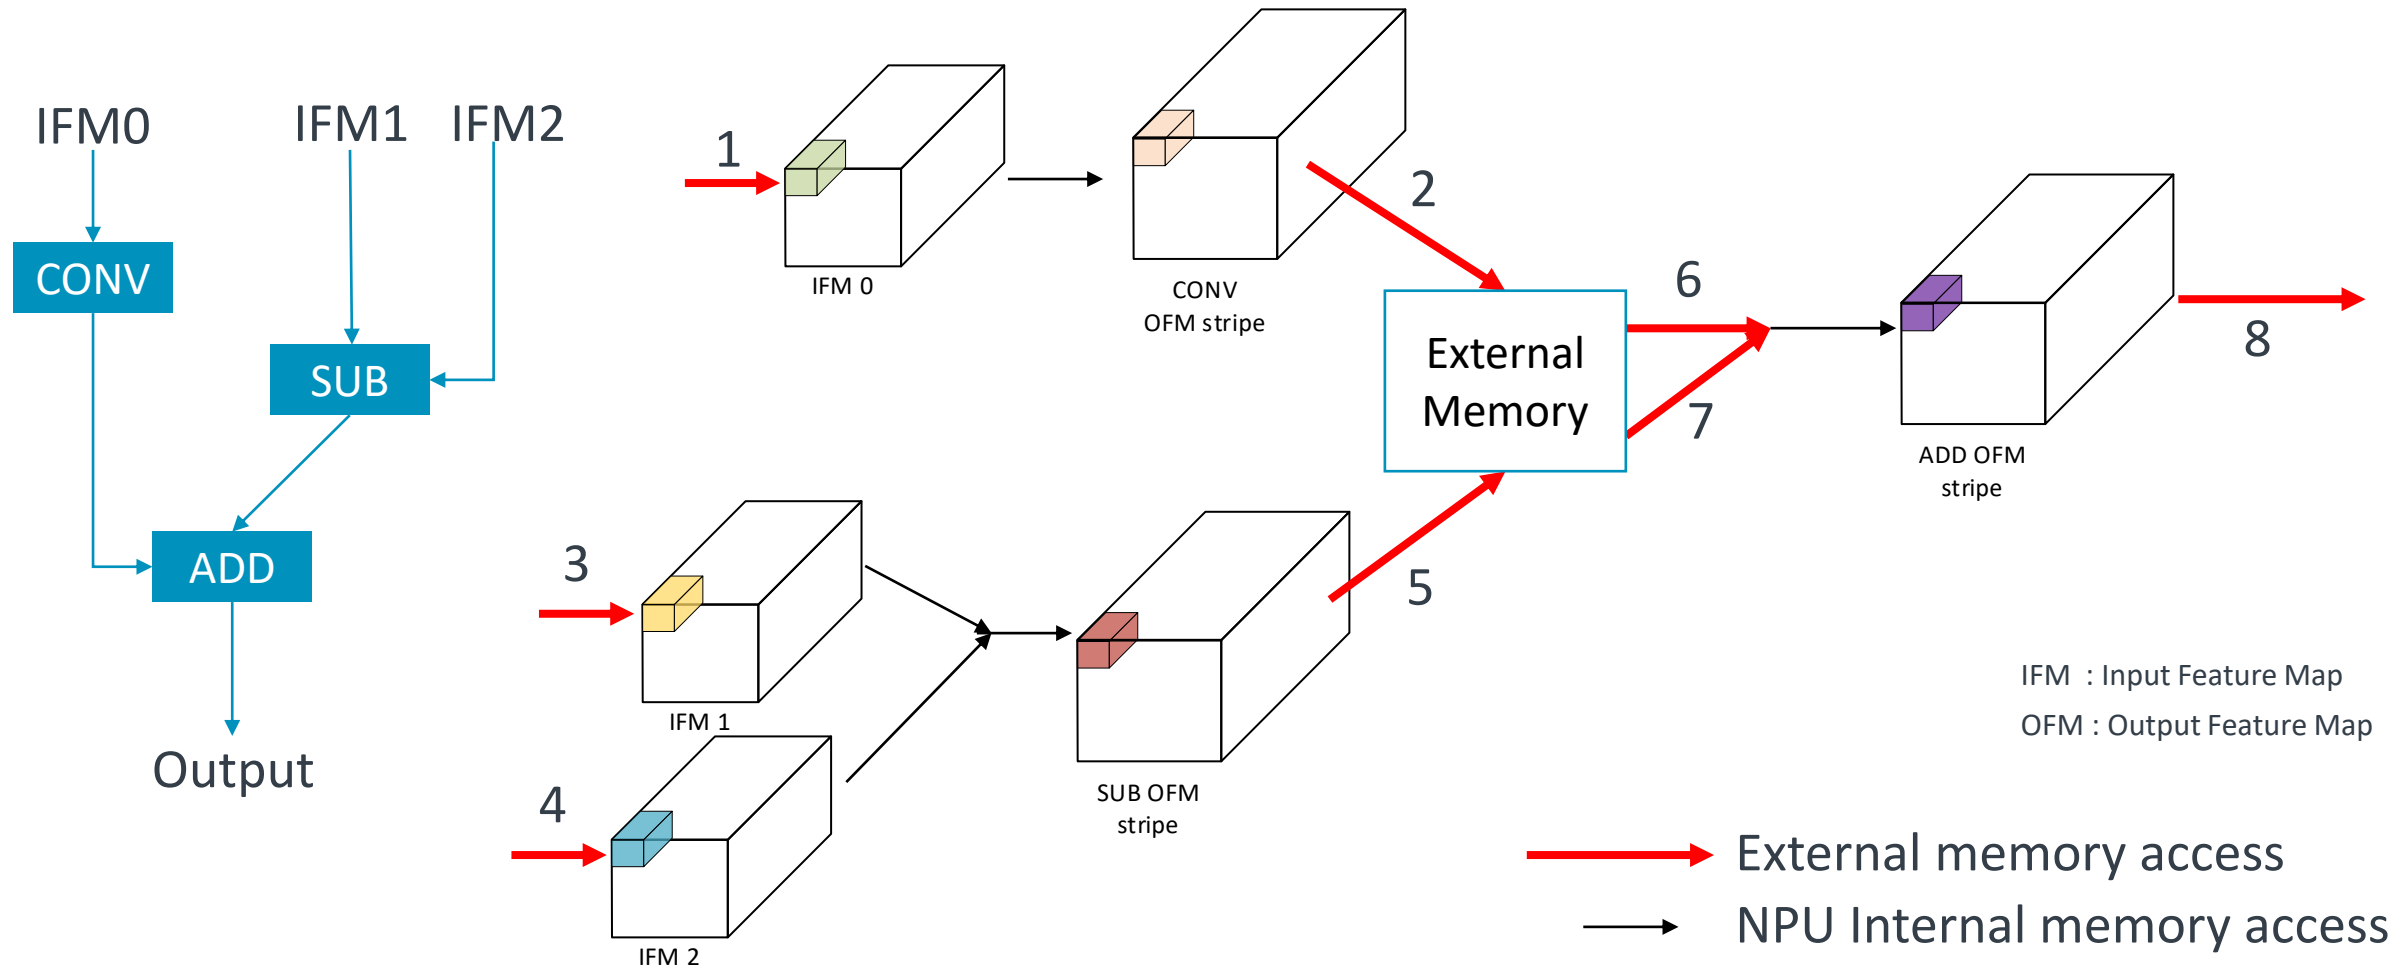 IFM0
IFM1
IFM2
CONV
SUB
ADD
Output
1
IFM 0
CONV
OFM stripe
2
3
IFM 1
4
IFM 2
SUB OFM
stripe
5
External
Memory
6
7
ADD OFM
stripe
8
IFM : Input Feature Map
OFM : Output Feature Map
External memory access
NPU Internal memory access